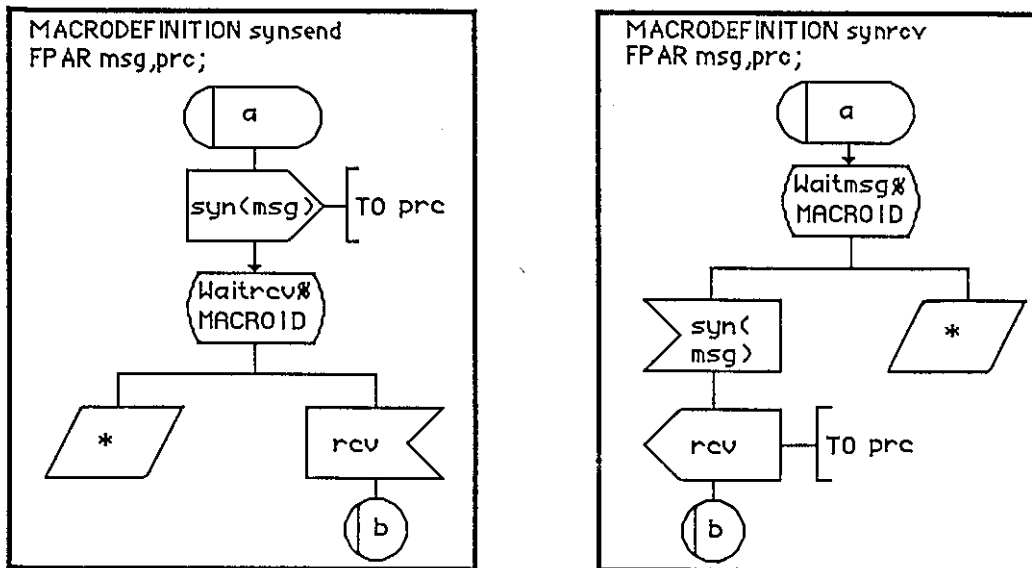 MACRODEFINITION synsend
FPAR msg,prc;
a
syn(msg)
TO prc
Waitrcv%
MACROID
*
rcv
b
MACRODEFINITION synrcv
FPAR msg,prc;
a
Waitmsg%
MACROID
syn(
msg)
*
rcv
TO prc
b